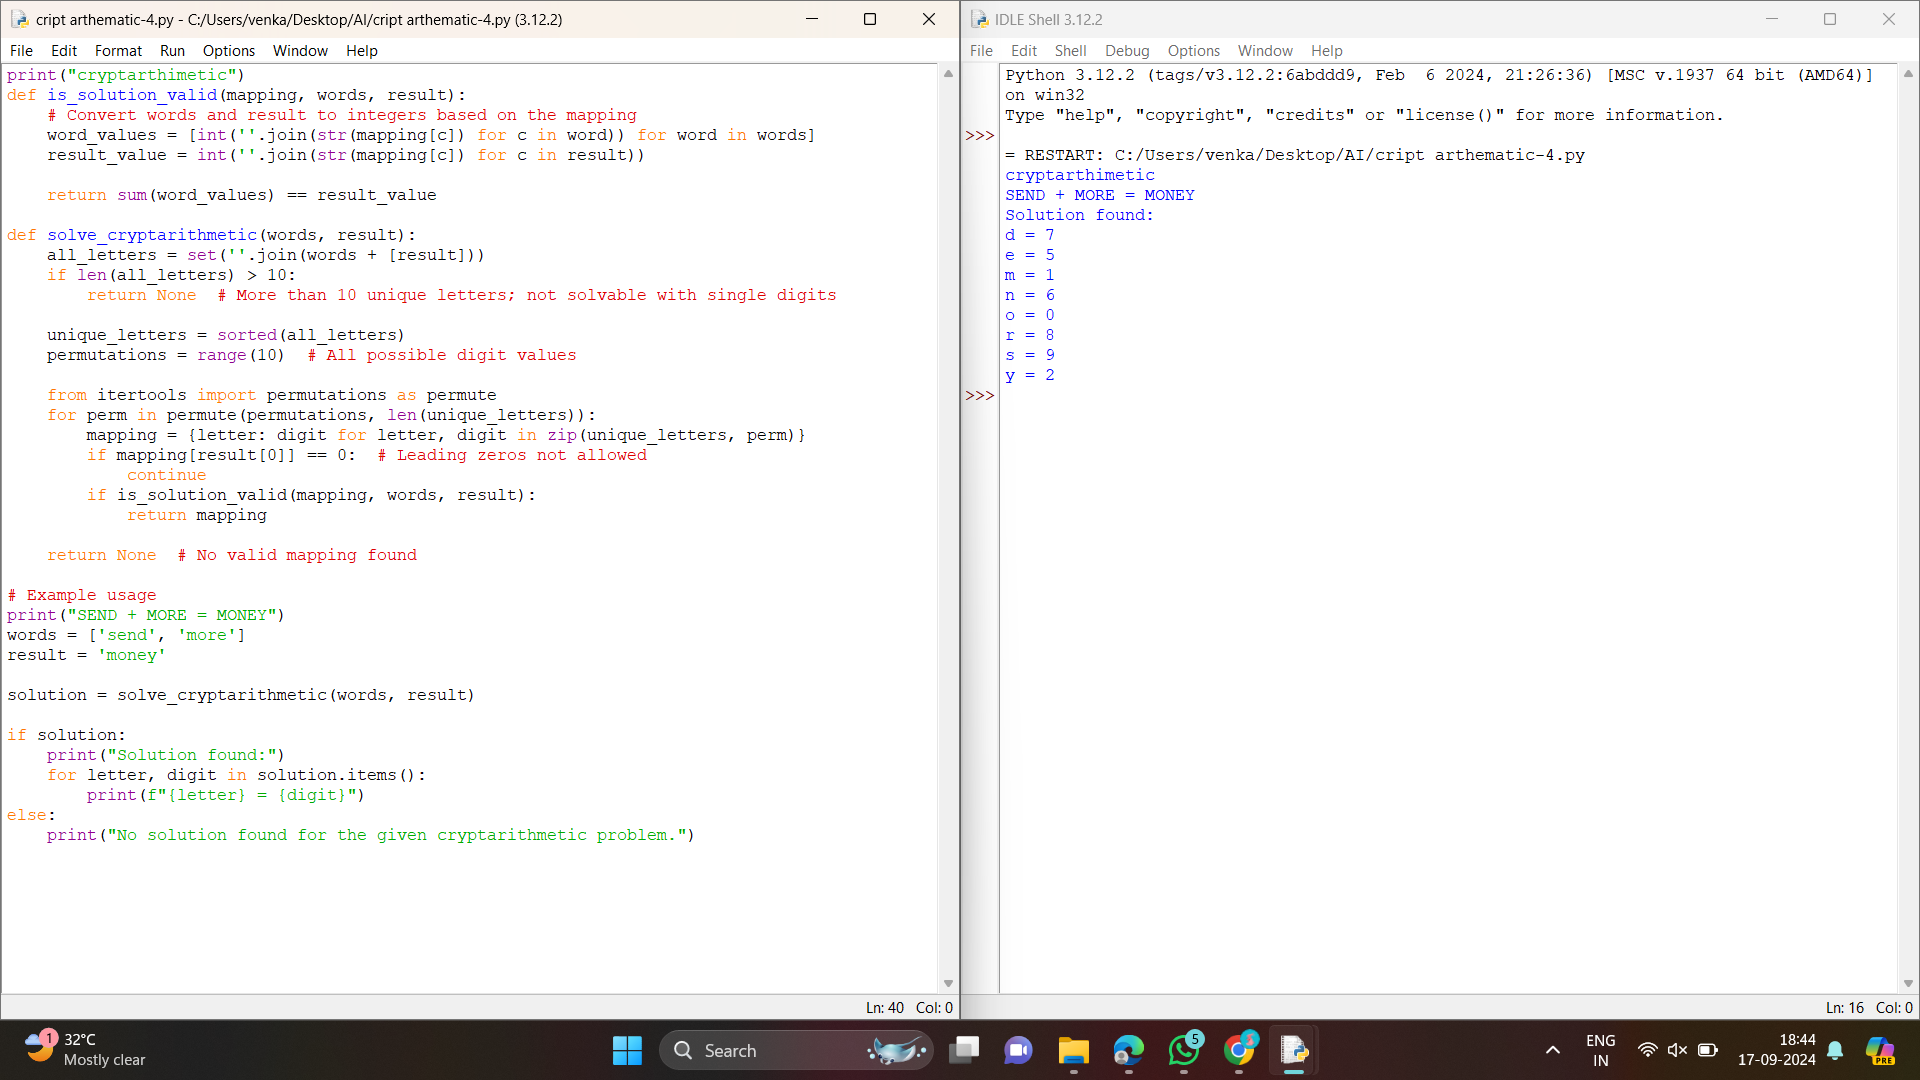 cript arthematic-4.py - C:/Users/venka/Desktop/AI/cript arthematic-4.py (3.12.2)
File Edit Format Run Options Window Help
print("cryptarthimetic")
def is_solution_valid(mapping, words, result):
    # Convert words and result to integers based on the mapping
    word_values = [int(''.join(str(mapping[c]) for c in word)) for word in words]
    result_value = int(''.join(str(mapping[c]) for c in result))

    return sum(word_values) == result_value

def solve_cryptarithmetic(words, result):
    all_letters = set(''.join(words + [result]))
    if len(all_letters) > 10:
        return None  # More than 10 unique letters; not solvable with single digits

    unique_letters = sorted(all_letters)
    permutations = range(10)  # All possible digit values

    from itertools import permutations as permute
    for perm in permute(permutations, len(unique_letters)):
        mapping = {letter: digit for letter, digit in zip(unique_letters, perm)}
        if mapping[result[0]] == 0:  # Leading zeros not allowed
            continue
        if is_solution_valid(mapping, words, result):
            return mapping

    return None  # No valid mapping found

# Example usage
print("SEND + MORE = MONEY")
words = ['send', 'more']
result = 'money'

solution = solve_cryptarithmetic(words, result)

if solution:
    print("Solution found:")
    for letter, digit in solution.items():
        print(f"{letter} = {digit}")
else:
    print("No solution found for the given cryptarithmetic problem.")
Ln: 40 Col: 0
IDLE Shell 3.12.2
File Edit Shell Debug Options Window Help
Python 3.12.2 (tags/v3.12.2:6abddd9, Feb  6 2024, 21:26:36) [MSC v.1937 64 bit (AMD64)]
on win32
Type "help", "copyright", "credits" or "license()" for more information.
>>>
= RESTART: C:/Users/venka/Desktop/AI/cript arthematic-4.py
cryptarthimetic
SEND + MORE = MONEY
Solution found:
d = 7
e = 5
m = 1
n = 6
o = 0
r = 8
s = 9
y = 2
>>>
Ln: 16 Col: 0
1
32°C
Mostly clear
Search
5
ENG
IN
18:44
17-09-2024
PRE